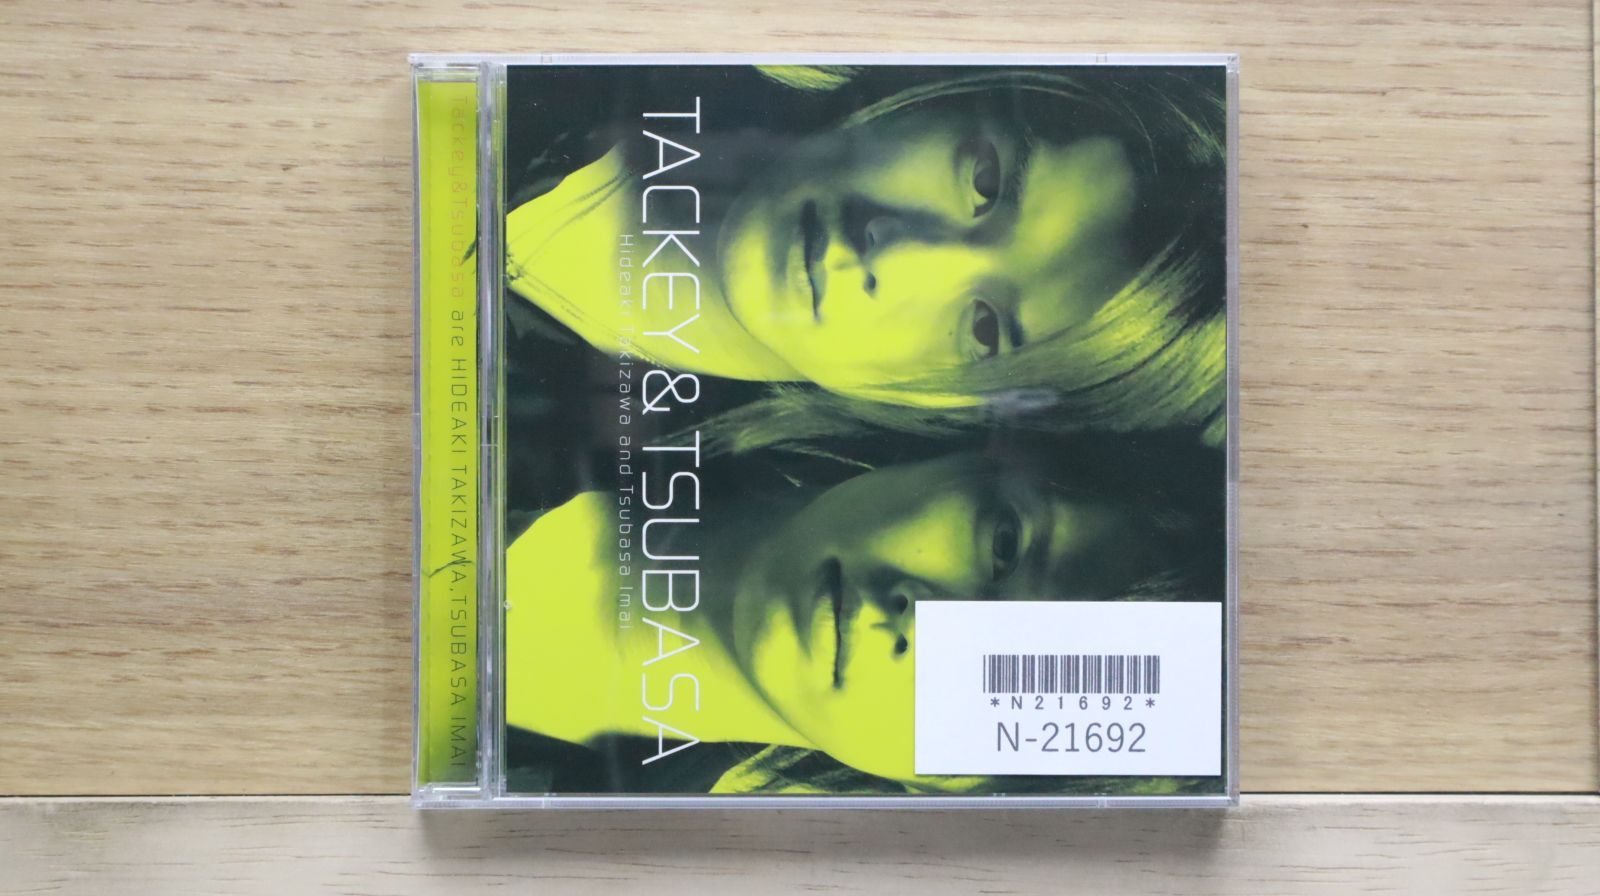 Tackey&Tsubasa are HIDEAKI TAKIZAWA,TSUBASA IMAI
TACKEY & TSUBASA
Hideaki Takizawa and Tsubasa Imai
*N21692*
N-21692